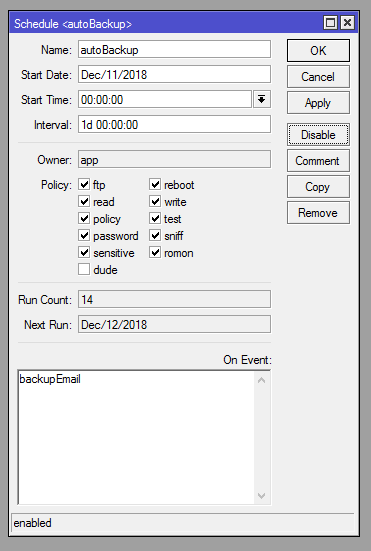 Schedule <autoBackup>
Name: autoBackup
OK
Start Date: Dec/11/2018
Cancel
Start Time: 00:00:00
Apply
Interval: 1d 00:00:00
Disable
Owner: app
Comment
Policy: ftp reboot
Copy
read write
Remove
policy test
password sniff
sensitive romon
dude
Run Count: 14
Next Run: Dec/12/2018
On Event:
backupEmail
enabled